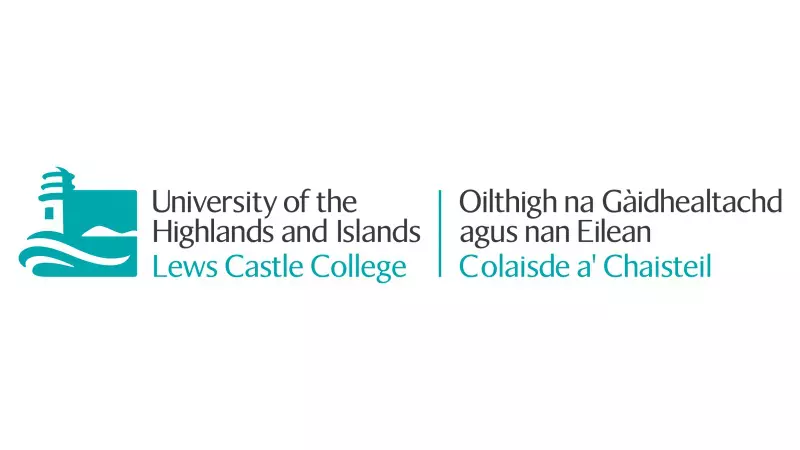 University of the
Highlands and Islands
Lews Castle College
Oilthigh na Gàidhealtachd
agus nan Eilean
Colaisde a' Chaisteil